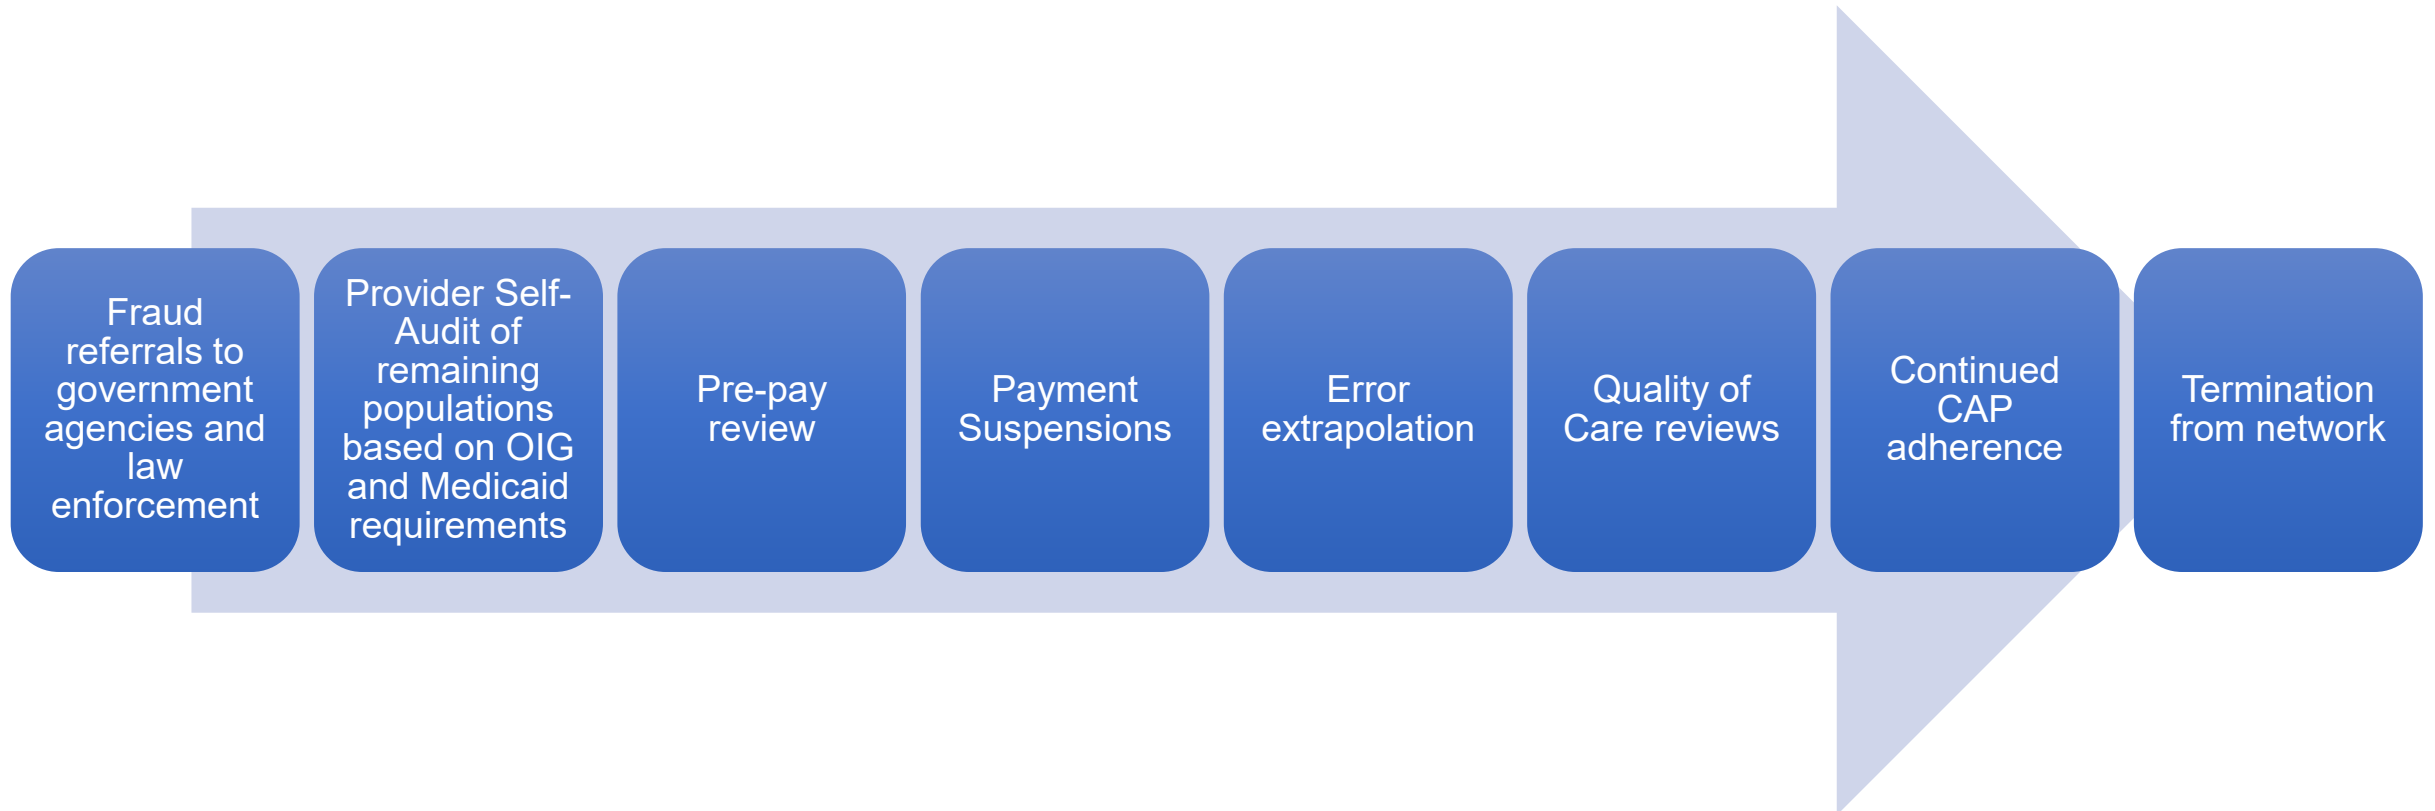 Fraud
referrals to
government
agencies and
law
enforcement
Provider Self-
Audit of
remaining
populations
based on OIG
and Medicaid
requirements
Pre-pay
review
Payment
Suspensions
Error
extrapolation
Quality of
Care reviews
Continued
CAP
adherence
Termination
from network